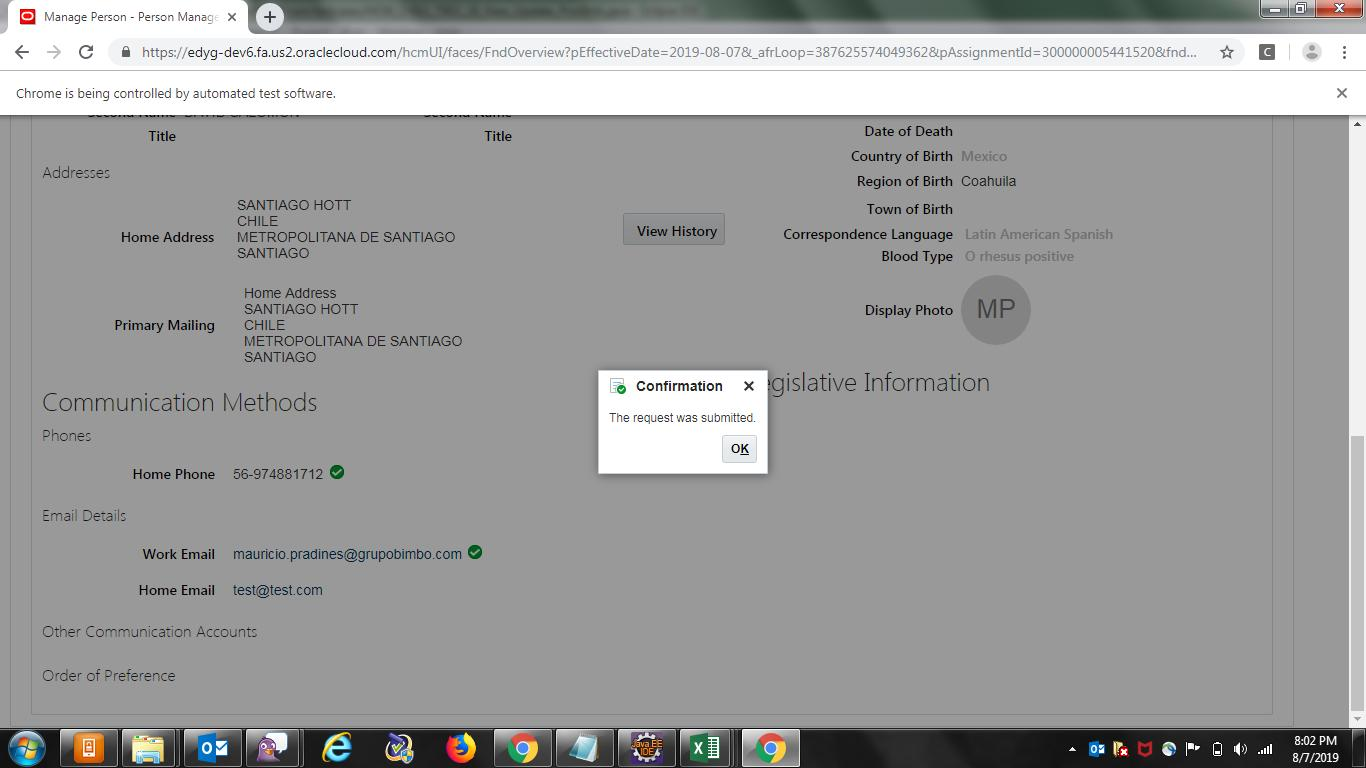 Manage Person - Person Manage
https://edyg-dev6.fa.us2.oraclecloud.com/hcmUI/faces/FndOverview?pEffectiveDate=2019-08-07&_afrLoop=387625574049362&pAssignmentId=300000005441520&fnd...
C
Chrome is being controlled by automated test software.
Title
Title
Date of Death
Country of Birth Mexico
Addresses
Region of Birth Coahuila
SANTIAGO HOTT
CHILE
Home Address METROPOLITANA DE SANTIAGO
SANTIAGO
View History
Town of Birth
Correspondence Language Latin American Spanish
Blood Type O rhesus positive
Home Address
SANTIAGO HOTT
Primary Mailing CHILE
METROPOLITANA DE SANTIAGO
SANTIAGO
Display Photo MP
Confirmation
The request was submitted.
OK
egislative Information
Communication Methods
Phones
Home Phone 56-974881712
Email Details
Work Email mauricio.pradines@grupobimbo.com
Home Email test@test.com
Other Communication Accounts
Order of Preference
Java EE
IDE
8:02 PM
8/7/2019